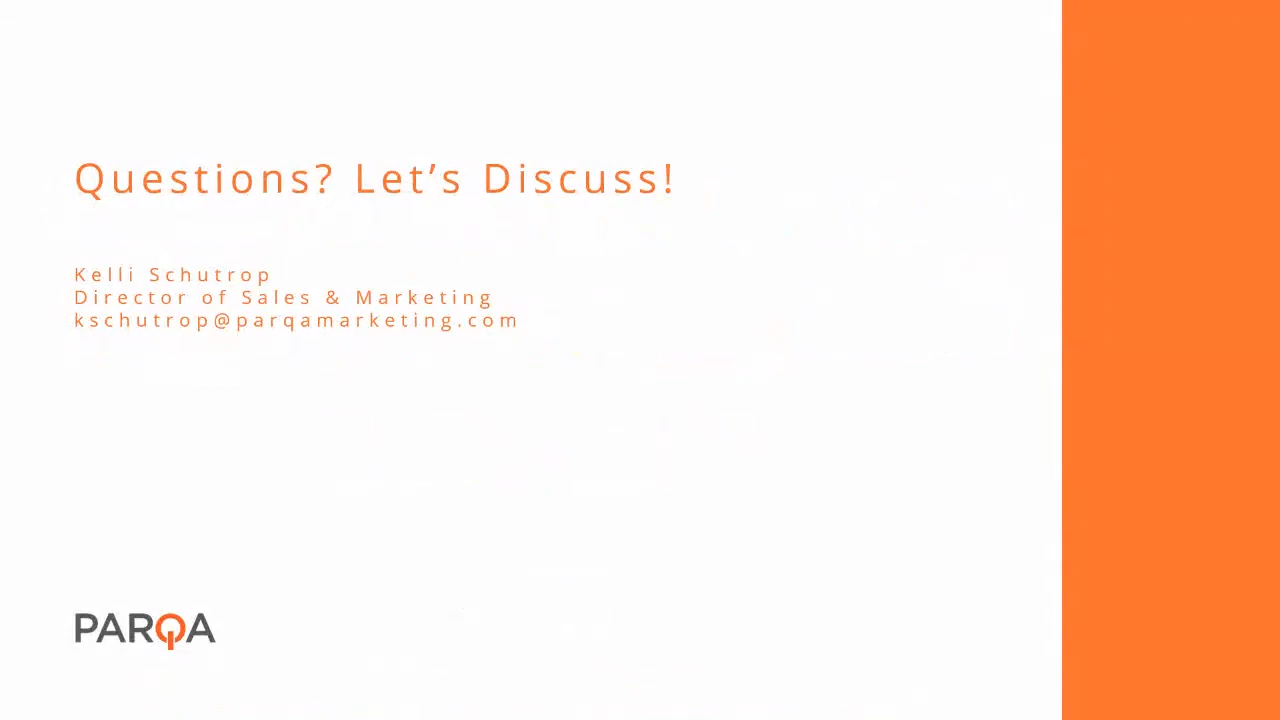 Questions? Let’s Discuss!
Kelli Schutrop
Director of Sales & Marketing
kschutrop@parqamarketing.com
PARQA